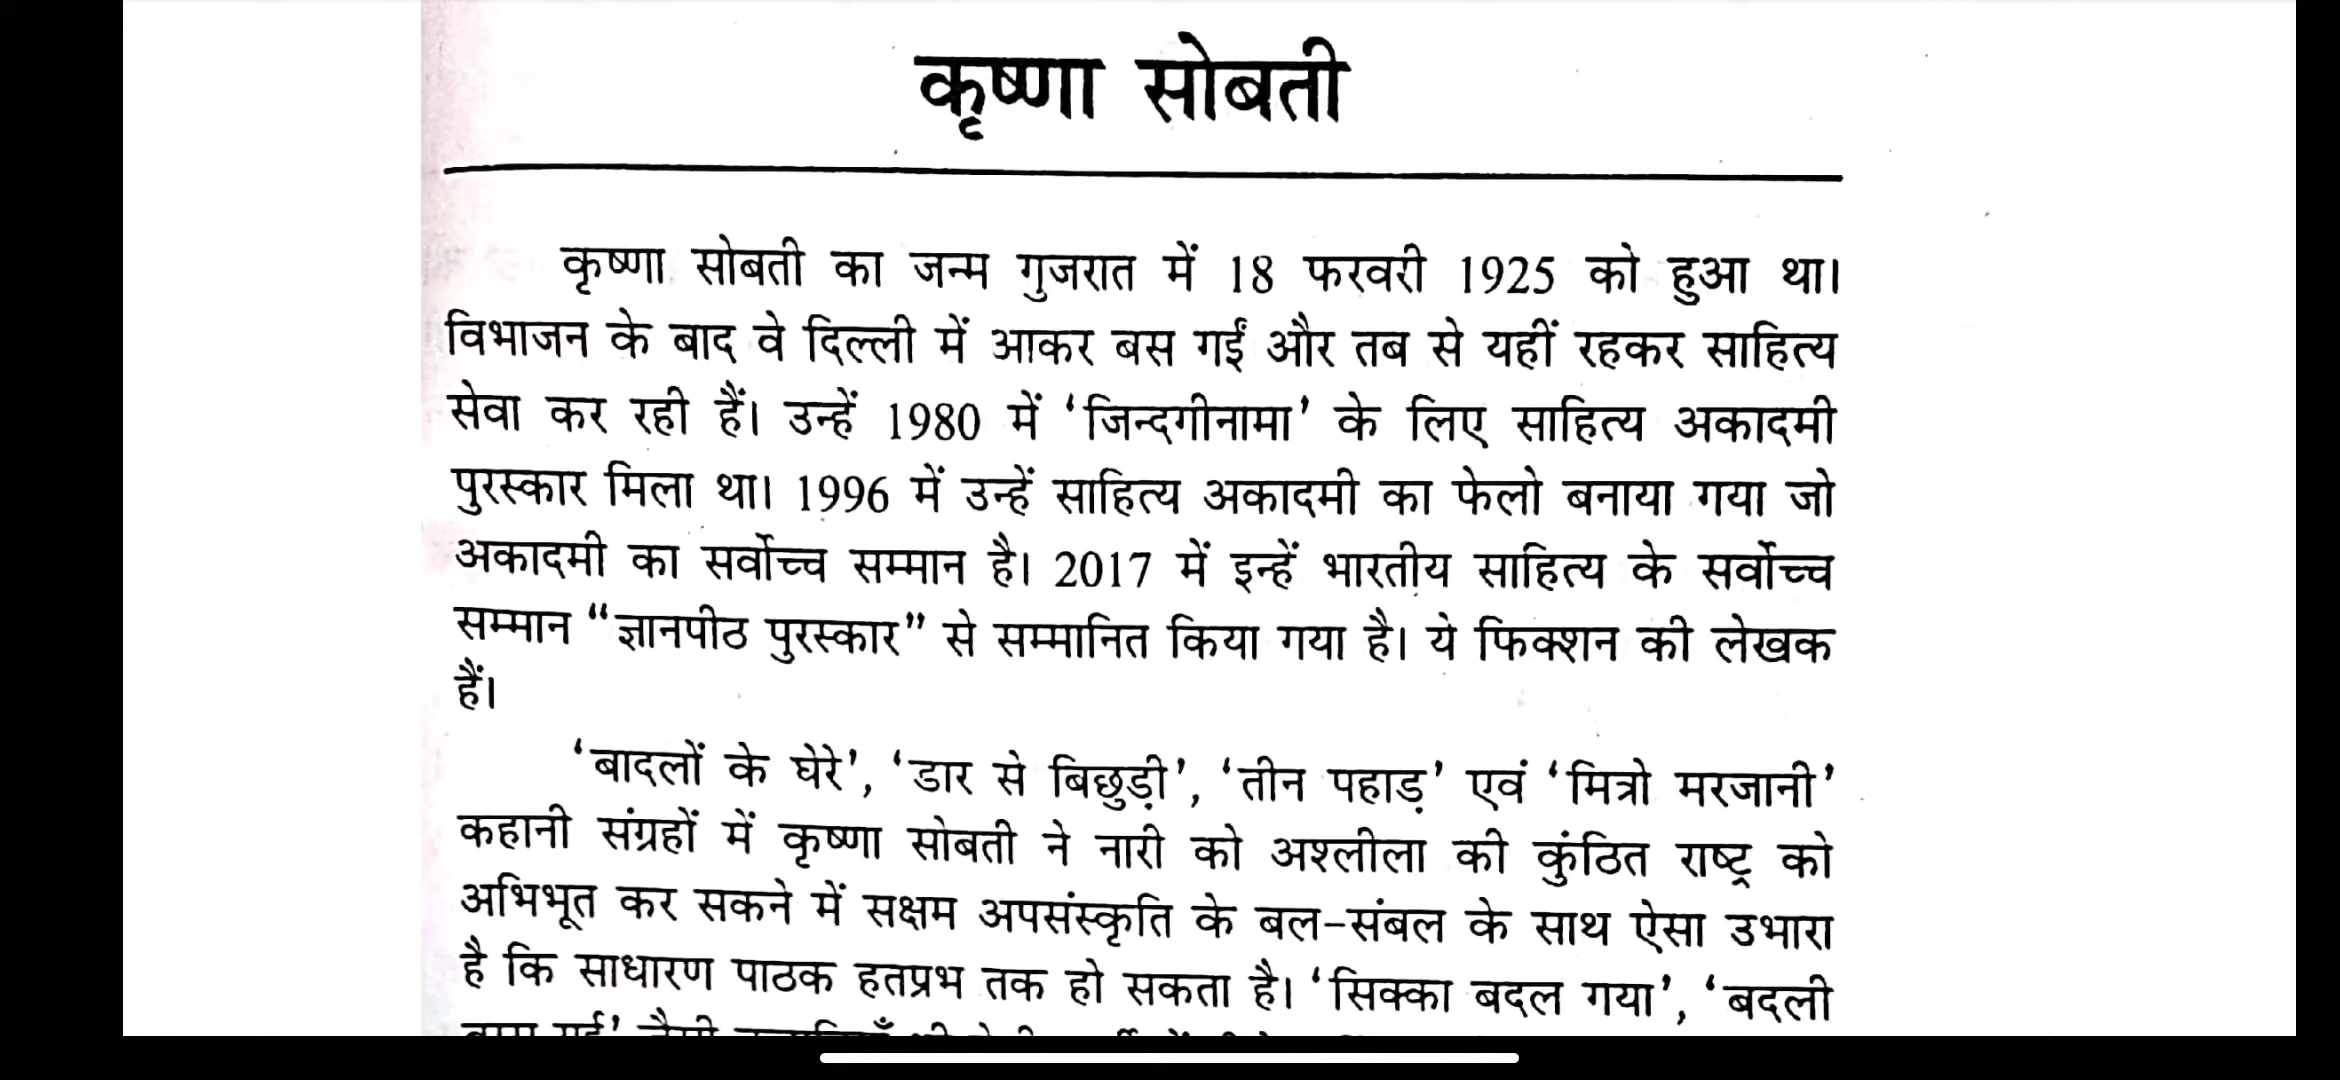 कृष्णा सोबती
कृष्णा सोबती का जन्म गुजरात में 18 फरवरी 1925 को हुआ था।
विभाजन के बाद वे दिल्ली में आकर बस गईं और तब से यहीं रहकर साहित्य
सेवा कर रही हैं। उन्हें 1980 में ‘जिन्दगीनामा’ के लिए साहित्य अकादमी
पुरस्कार मिला था। 1996 में उन्हें साहित्य अकादमी का फेलो बनाया गया जो
अकादमी का सर्वोच्च सम्मान है। 2017 में इन्हें भारतीय साहित्य के सर्वोच्च
सम्मान “ज्ञानपीठ पुरस्कार” से सम्मानित किया गया है। ये फिक्शन की लेखक
हैं।
‘बादलों के घेरे’, ‘डार से बिछुड़ी’, ‘तीन पहाड़’ एवं ‘मित्रो मरजानी’
कहानी संग्रहों में कृष्णा सोबती ने नारी को अश्लीला की कुंठित राष्ट्र को
अभिभूत कर सकने में सक्षम अपसंस्कृति के बल-संबल के साथ ऐसा उभारा
है कि साधारण पाठक हतप्रभ तक हो सकता है। ‘सिक्का बदल गया’, ‘बदली